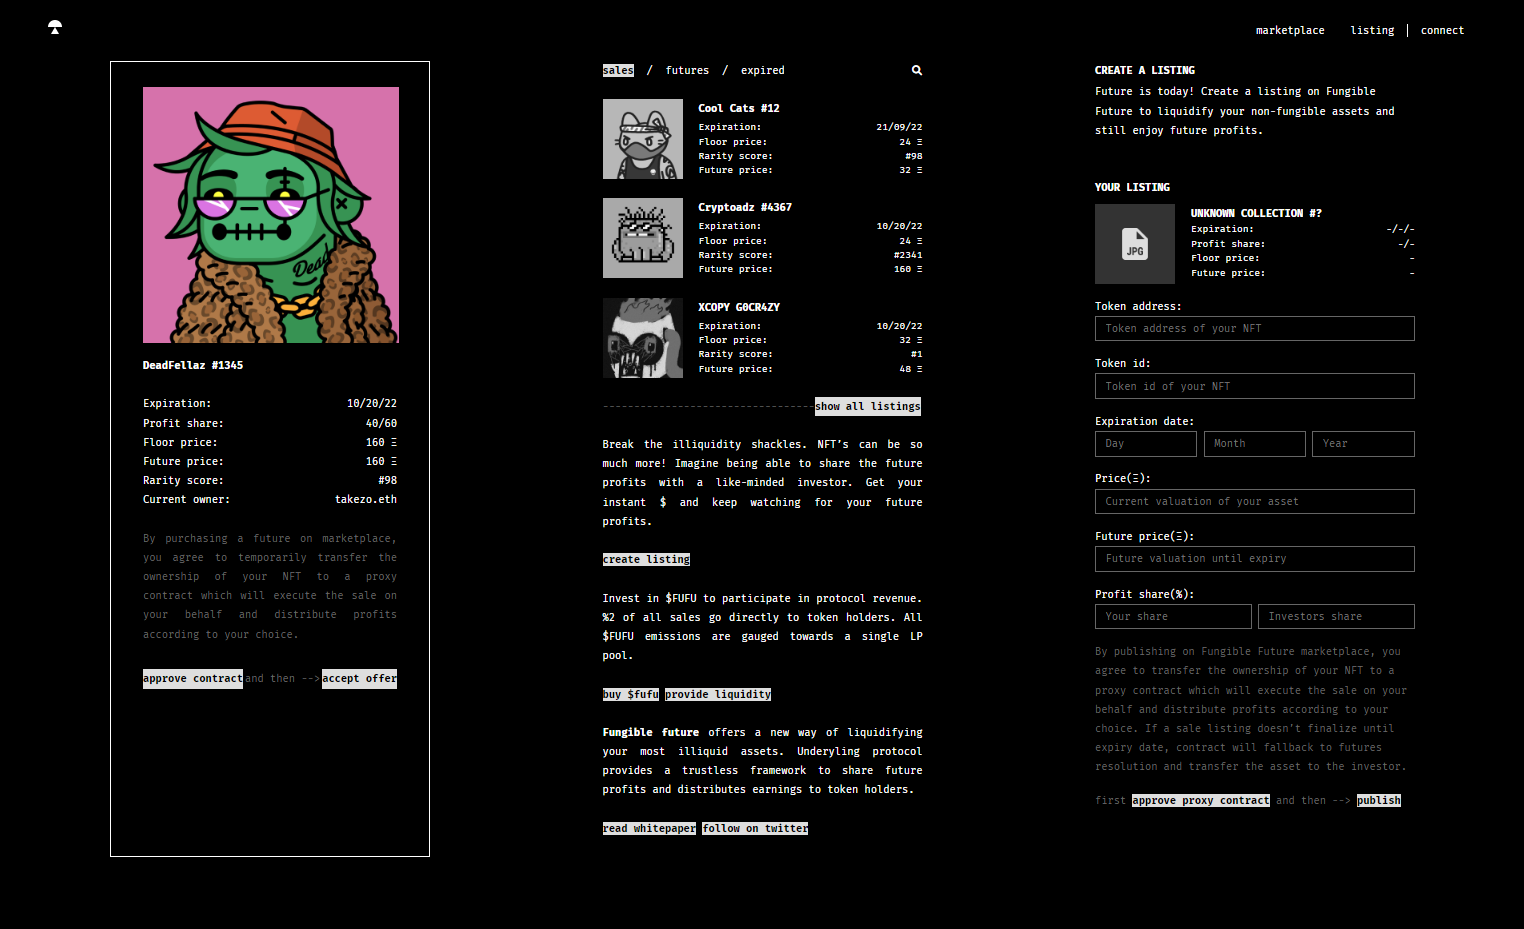 marketplace listing | connect
Dead
DeadFellaz #1345
Expiration: 10/20/22
Profit share: 40/60
Floor price: 160 Ξ
Future price: 160 Ξ
Rarity score: #98
Current owner: takezo.eth
By purchasing a future on marketplace,
you agree to temporarily transfer the
ownership of your NFT to a proxy
contract which will execute the sale on
your behalf and distribute profits
according to your choice.
approve contract and then --> accept offer
sales / futures / expired
Cool Cats #12
Expiration: 21/09/22
Floor price: 24 Ξ
Rarity score: #98
Future price: 32 Ξ
Cryptoadz #4367
Expiration: 10/20/22
Floor price: 24 Ξ
Rarity score: #2341
Future price: 160 Ξ
XCOPY G0CR4ZY
Expiration: 10/20/22
Floor price: 32 Ξ
Rarity score: #1
Future price: 48 Ξ
----------------------------------show all listings
Break the illiquidity shackles. NFT's can be so
much more! Imagine being able to share the future
profits with a like-minded investor. Get your
instant $ and keep watching for your future
profits.
create listing
Invest in $FUFU to participate in protocol revenue.
%2 of all sales go directly to token holders. All
$FUFU emissions are gauged towards a single LP
pool.
buy $fufu provide liquidity
Fungible future offers a new way of liquidifying
your most illiquid assets. Underyling protocol
provides a trustless framework to share future
profits and distributes earnings to token holders.
read whitepaper follow on twitter
CREATE A LISTING
Future is today! Create a listing on Fungible
Future to liquidify your non-fungible assets and
still enjoy future profits.
YOUR LISTING
JPG
UNKNOWN COLLECTION #?
Expiration: -/-/-
Profit share: -/-
Floor price: -
Future price: -
Token address:
Token address of your NFT
Token id:
Token id of your NFT
Expiration date:
Day Month Year
Price(Ξ):
Current valuation of your asset
Future price(Ξ):
Future valuation until expiry
Profit share(%):
Your share Investors share
By publishing on Fungible Future marketplace, you
agree to transfer the ownership of your NFT to a
proxy contract which will execute the sale on your
behalf and distribute profits according to your
choice. If a sale listing doesn't finalize until
expiry date, contract will fallback to futures
resolution and transfer the asset to the investor.
first approve proxy contract and then --> publish